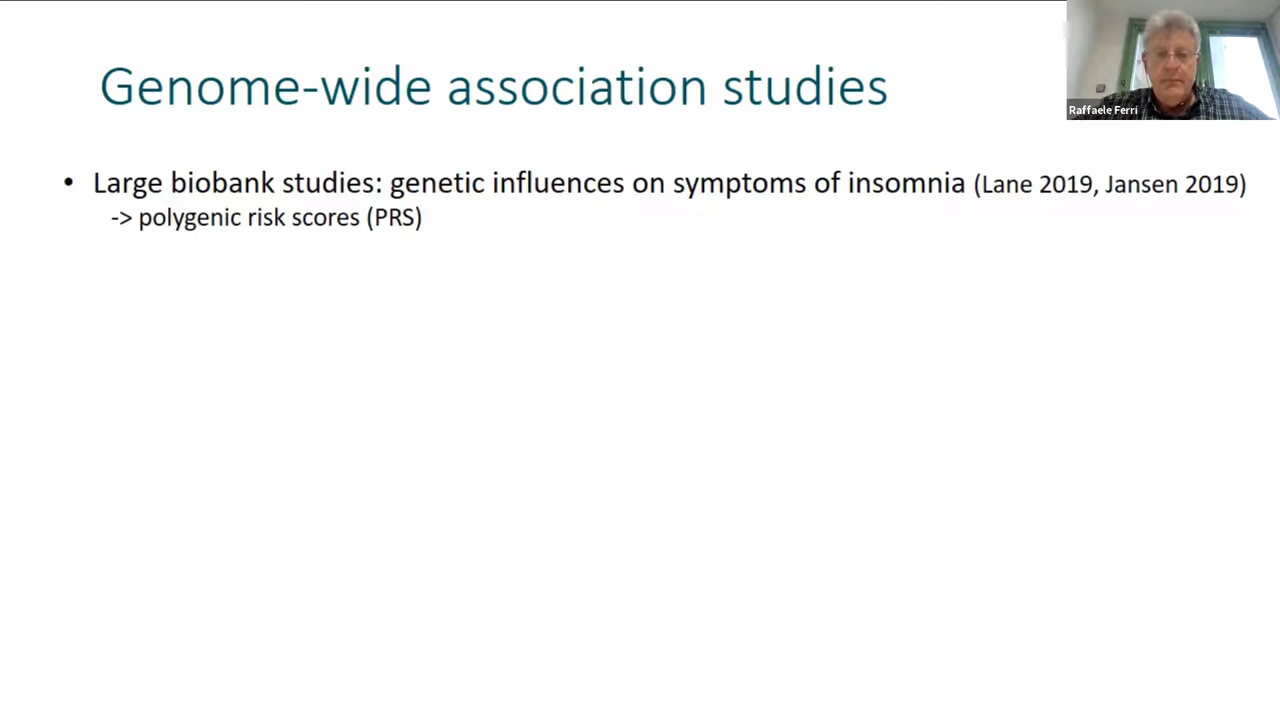 Genome-wide association studies
Raffaele Ferri
• Large biobank studies: genetic influences on symptoms of insomnia (Lane 2019, Jansen 2019)
-> polygenic risk scores (PRS)